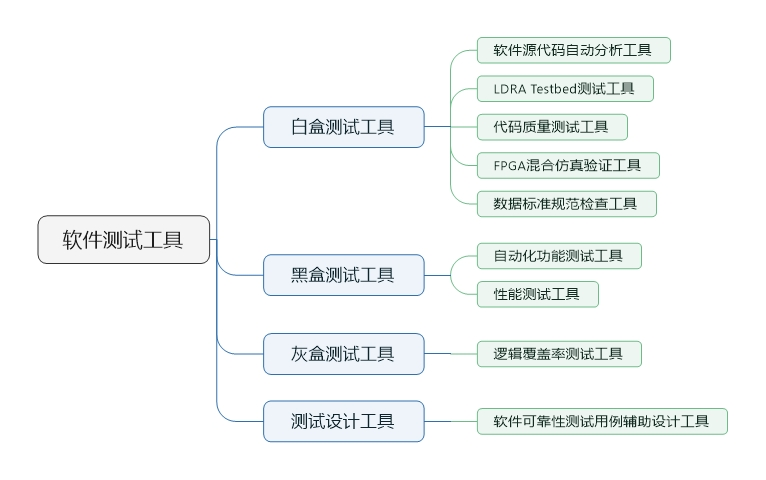 软件测试工具
白盒测试工具
软件源代码自动分析工具
LDRA Testbed测试工具
代码质量测试工具
FPGA混合仿真验证工具
数据标准规范检查工具
黑盒测试工具
自动化功能测试工具
性能测试工具
灰盒测试工具
逻辑覆盖率测试工具
测试设计工具
软件可靠性测试用例辅助设计工具